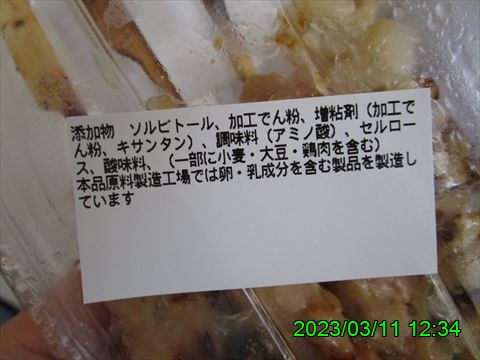 添加物　ソルビトール、加工でん粉、増粘剤（加工で
ん粉、キサンタン）、調味料（アミノ酸）、セルロー
ス、酸味料、（一部に小麦・大豆・鶏肉を含む）
本品原料製造工場では卵・乳成分を含む製品を製造し
ています
2023/03/11 12:34